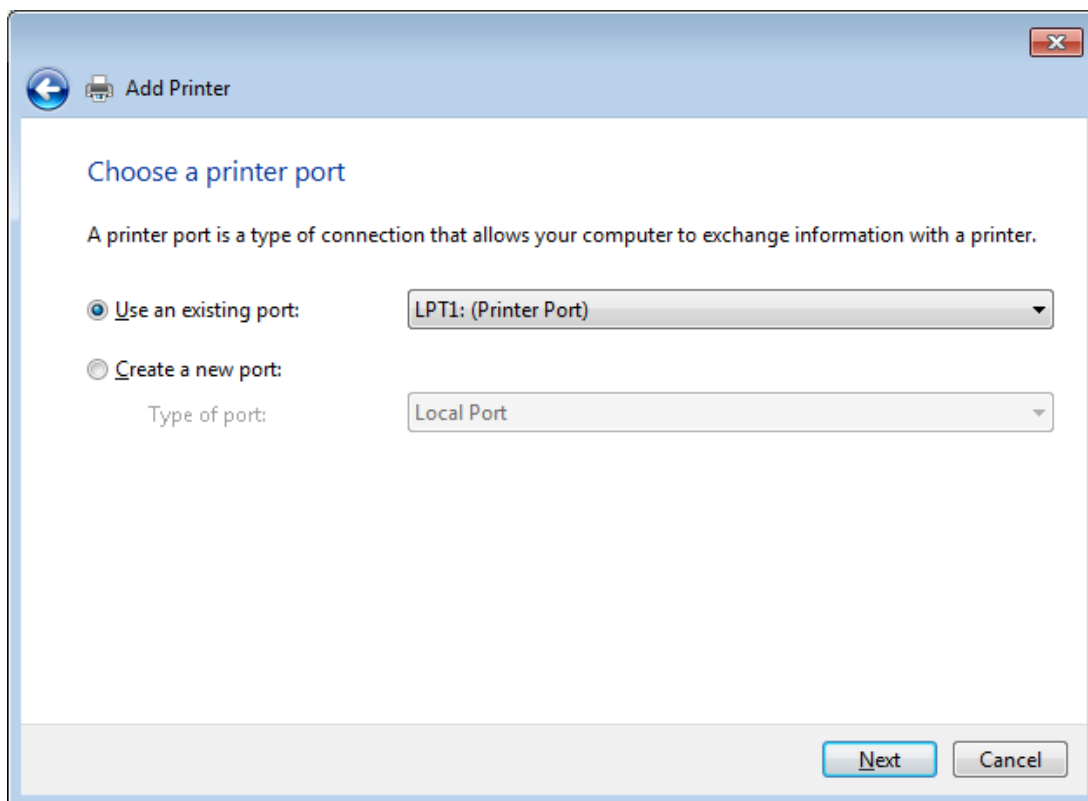 Add Printer
Choose a printer port
A printer port is a type of connection that allows your computer to exchange information with a printer.
Use an existing port: LPT1: (Printer Port)
Create a new port:
Type of port: Local Port
Next Cancel